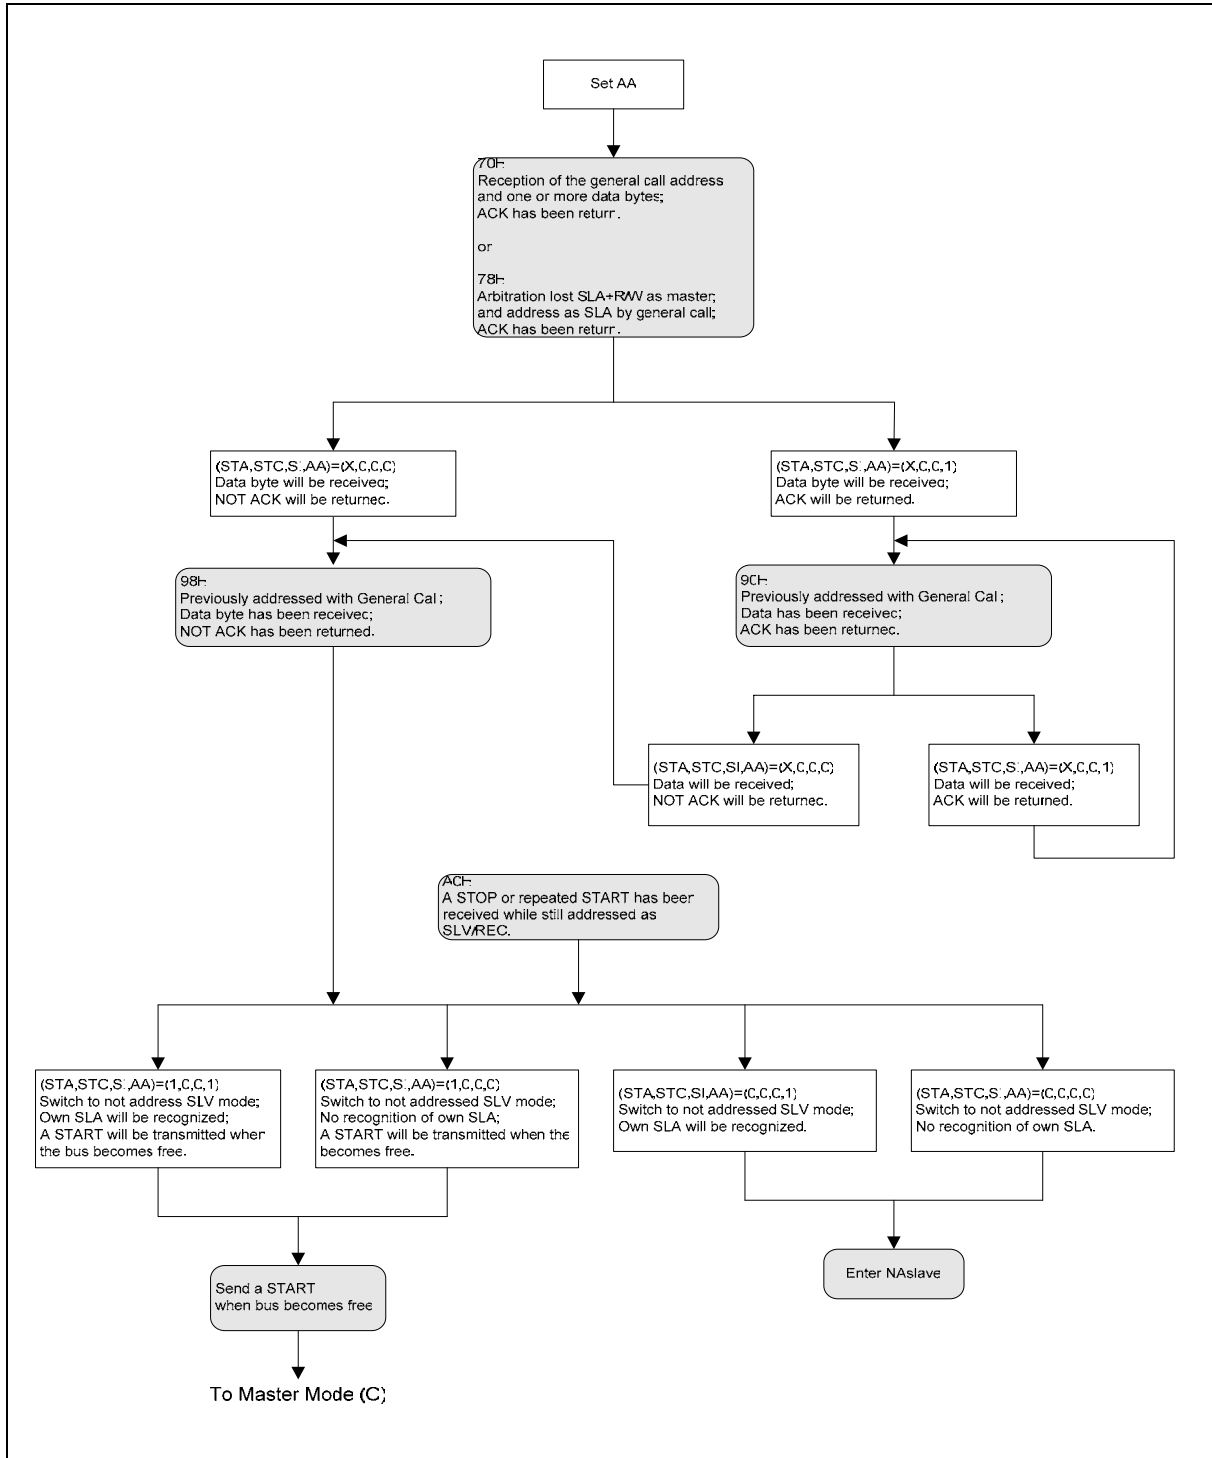 Set AA
70H:
Reception of the general call address
and one or more data bytes;
ACK has been return.
or
78H:
Arbitration lost SLA+R/W as master;
and address as SLA by general call;
ACK has been return.
(STA,STO,SI,AA)=(X,0,0,0)
Data byte will be received;
NOT ACK will be returned.
(STA,STO,SI,AA)=(X,0,0,1)
Data byte will be received;
ACK will be returned.
98H:
Previously addressed with General Call;
Data byte has been received;
NOT ACK has been returned.
90H:
Previously addressed with General Call;
Data has been received;
ACK has been returned.
(STA,STO,SI,AA)=(X,0,0,0)
Data will be received;
NOT ACK will be returned.
(STA,STO,SI,AA)=(X,0,0,1)
Data will be received;
ACK will be returned.
A0H:
A STOP or repeated START has been
received while still addressed as
SLV/REC.
(STA,STO,SI,AA)=(1,0,0,1)
Switch to not address SLV mode;
Own SLA will be recognized;
A START will be transmitted when
the bus becomes free.
(STA,STO,SI,AA)=(1,0,0,0)
Switch to not addressed SLV mode;
No recognition of own SLA;
A START will be transmitted when the
becomes free.
(STA,STO,SI,AA)=(0,0,0,1)
Switch to not addressed SLV mode;
Own SLA will be recognized.
(STA,STO,SI,AA)=(0,0,0,0)
Switch to not addressed SLV mode;
No recognition of own SLA.
Send a START
when bus becomes free
Enter NAslave
To Master Mode (C)